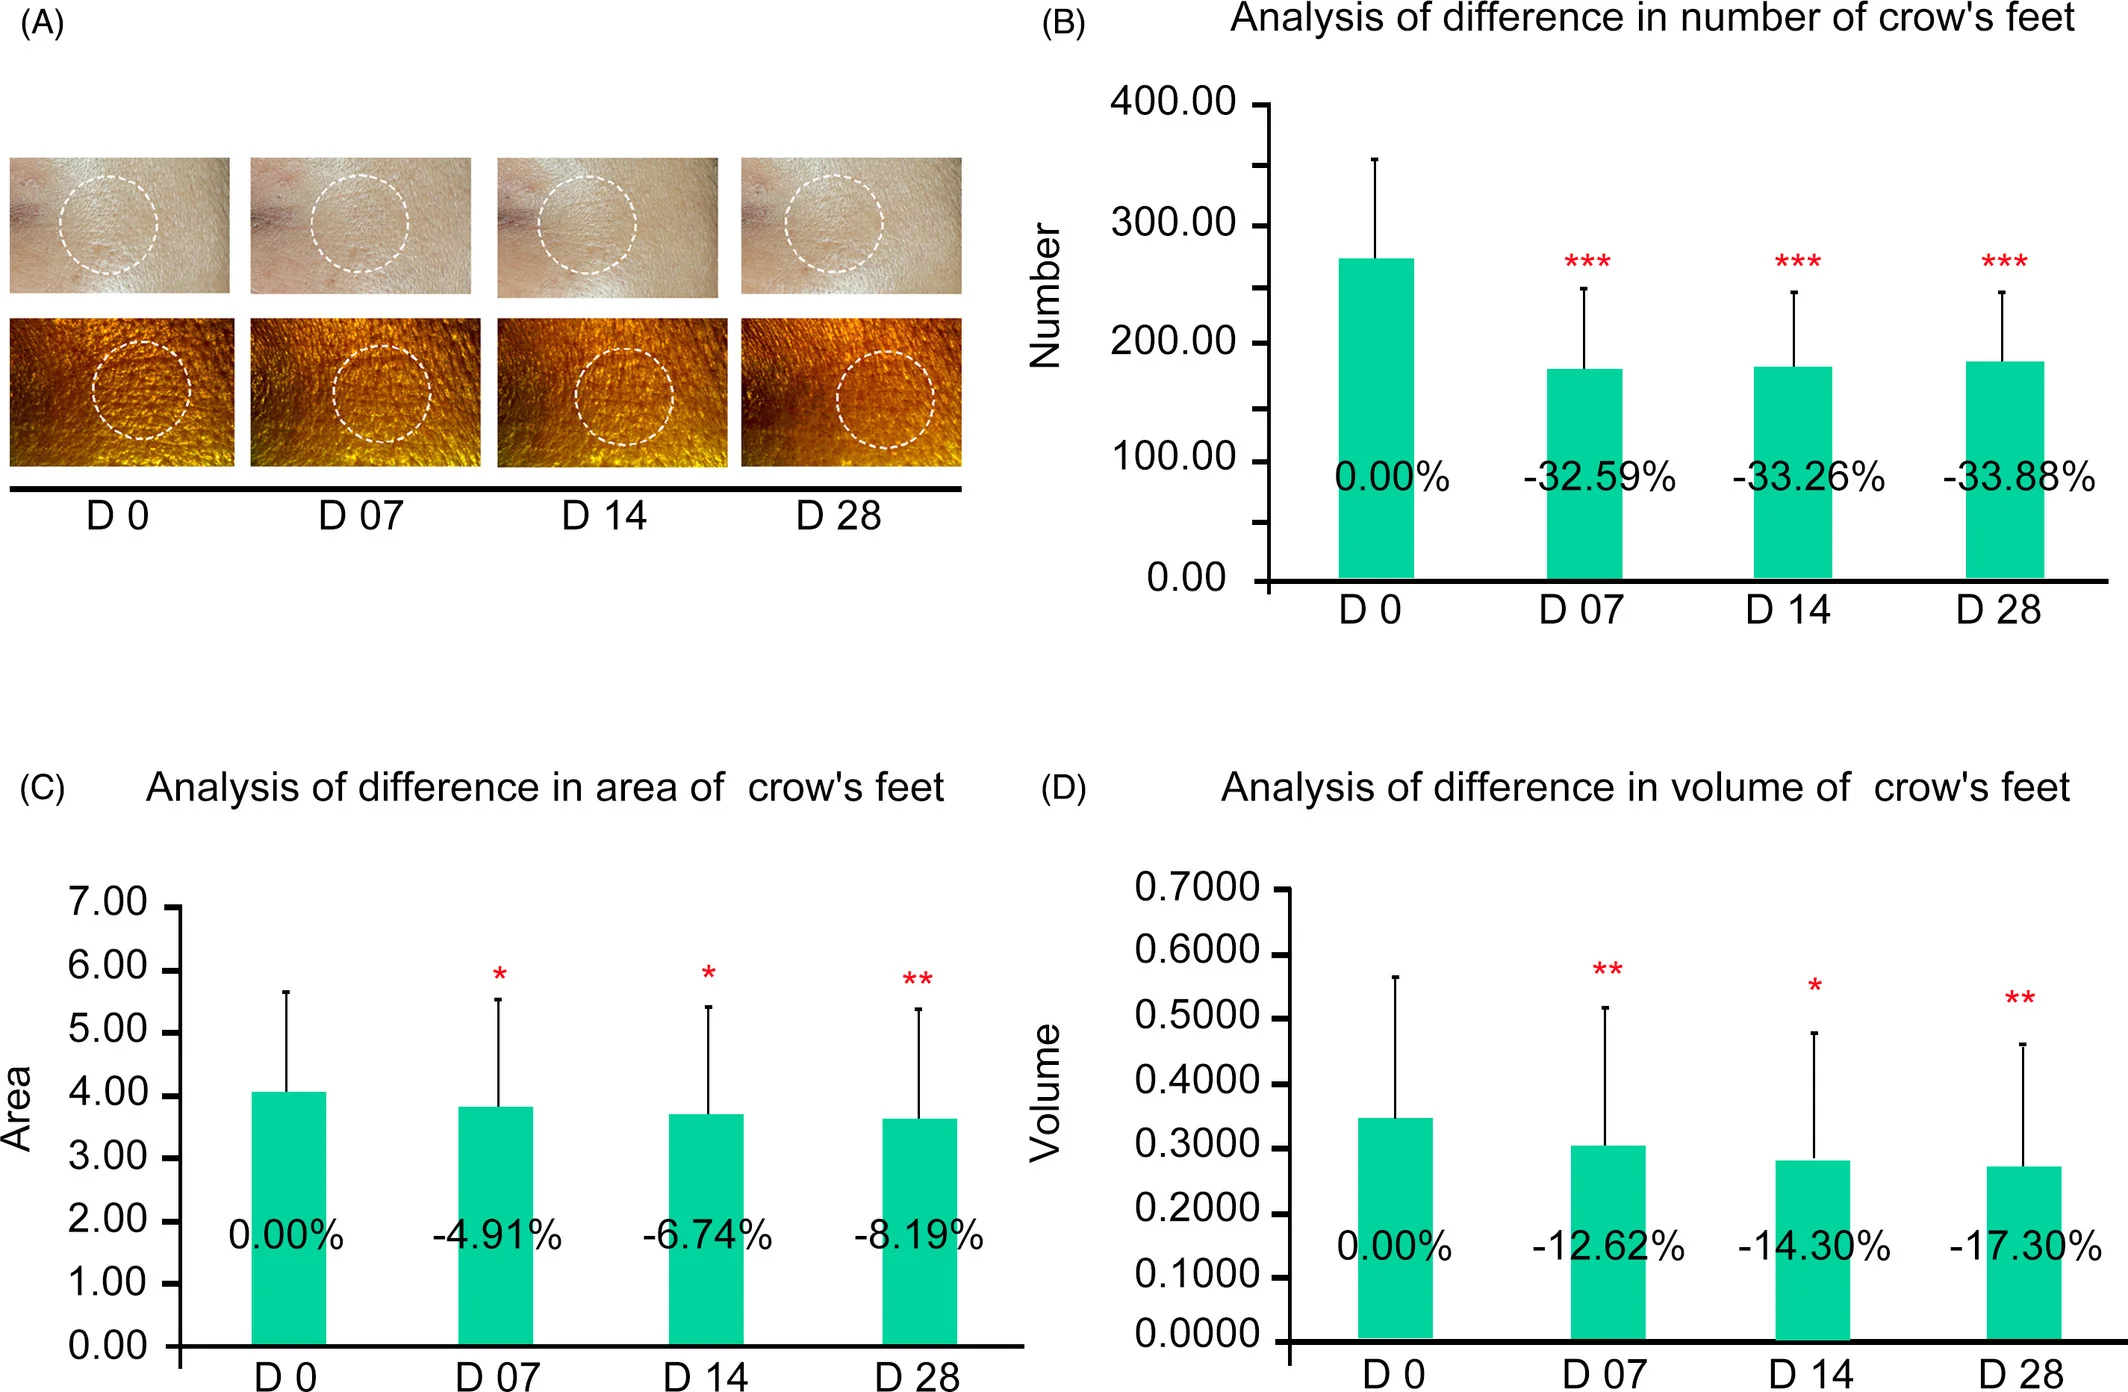 (A)
D 0 D 07 D 14 D 28
(B) Analysis of difference in number of crow's feet
Number
400.00
300.00
200.00
100.00
0.00
*** *** ***
0.00% -32.59% -33.26% -33.88%
D 0 D 07 D 14 D 28
(C) Analysis of difference in area of crow's feet
Area
7.00
6.00
5.00
4.00
3.00
2.00
1.00
0.00
* * **
0.00% -4.91% -6.74% -8.19%
D 0 D 07 D 14 D 28
(D) Analysis of difference in volume of crow's feet
Volume
0.7000
0.6000
0.5000
0.4000
0.3000
0.2000
0.1000
0.0000
** * **
0.00% -12.62% -14.30% -17.30%
D 0 D 07 D 14 D 28